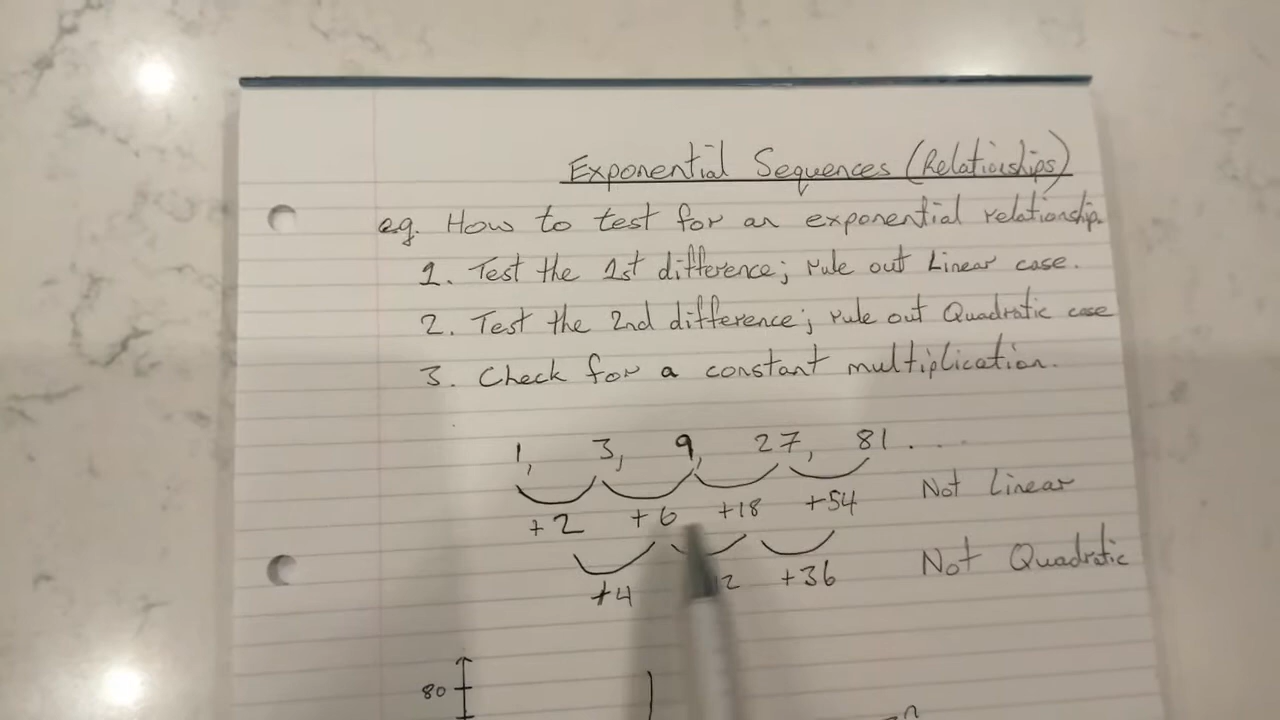 Exponential Sequences (Relationships)
eg. How to test for an exponential relationship.
1. Test the 1st difference; rule out Linear case.
2. Test the 2nd difference; rule out Quadratic case
3. Check for a constant multiplication.
1, 3, 9, 27, 81 . . . .
+2 +6 +18 +54 Not Linear
+4 12 +36 Not Quadratic
80